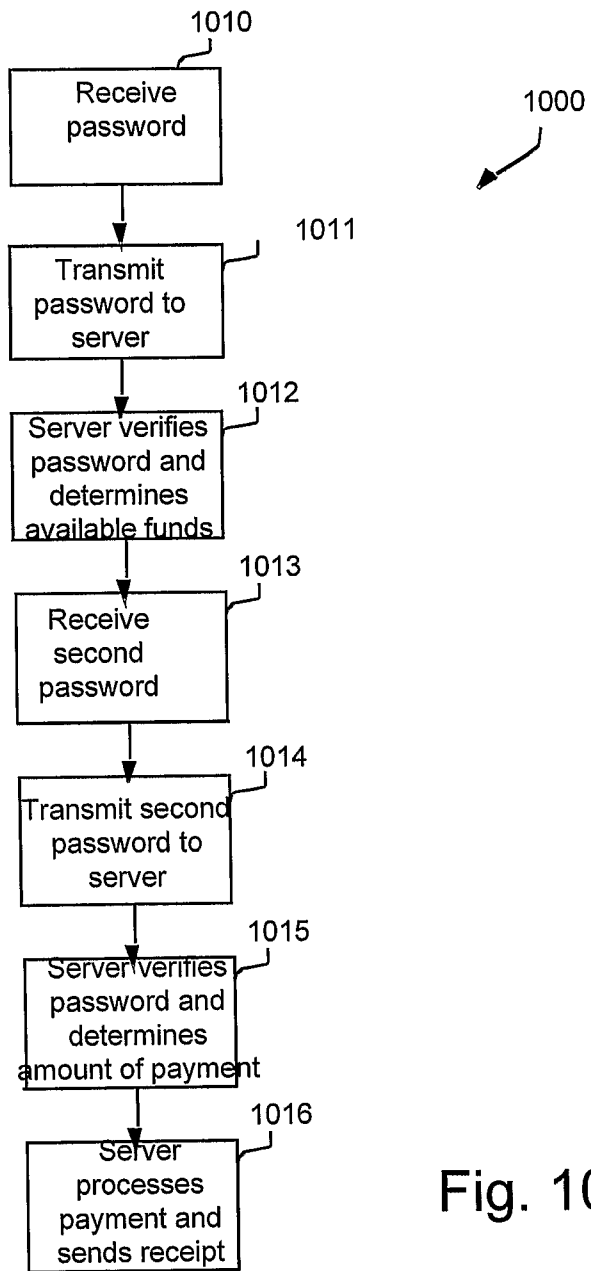 1010
Receive
password
1000
1011
Transmit
password to
server
1012
Server verifies
password and
determines
available funds
1013
Receive
second
password
1014
Transmit second
password to
server
1015
Server verifies
password and
determines
amount of payment
1016
Server
processes
payment and
sends receipt
Fig. 10